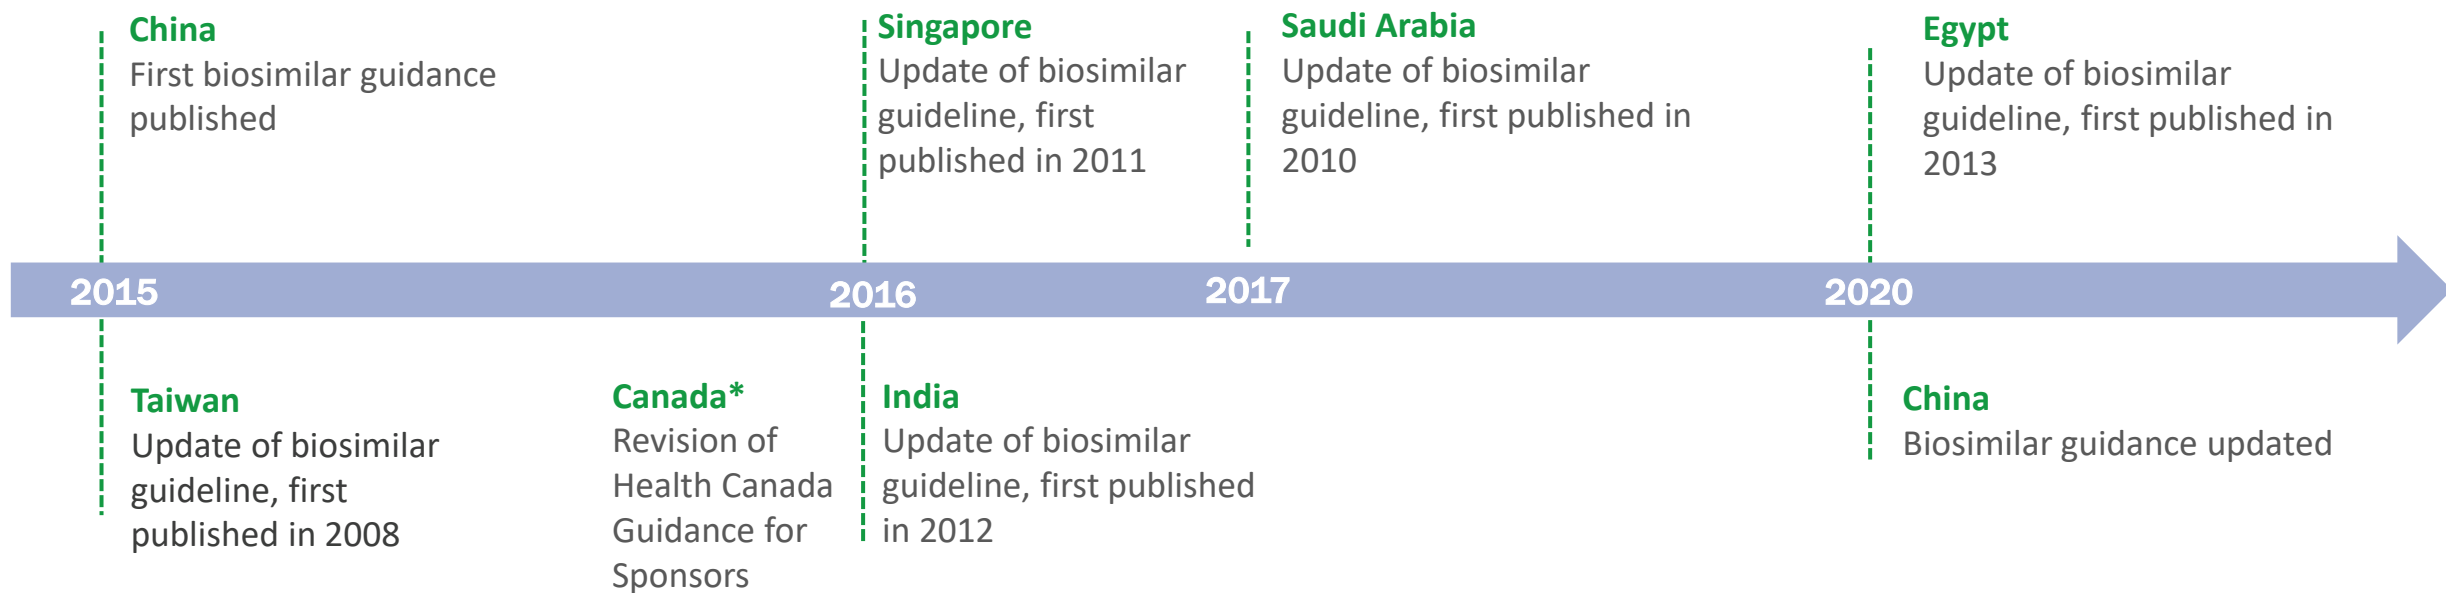 China
First biosimilar guidance
published
Singapore
Update of biosimilar
guideline, first
published in 2011
Saudi Arabia
Update of biosimilar
guideline, first published in
2010
Egypt
Update of biosimilar
guideline, first published in
2013
2015
2016
2017
2020
Taiwan
Update of biosimilar
guideline, first
published in 2008
Canada*
Revision of
Health Canada
Guidance for
Sponsors
India
Update of biosimilar
guideline, first published
in 2012
China
Biosimilar guidance updated